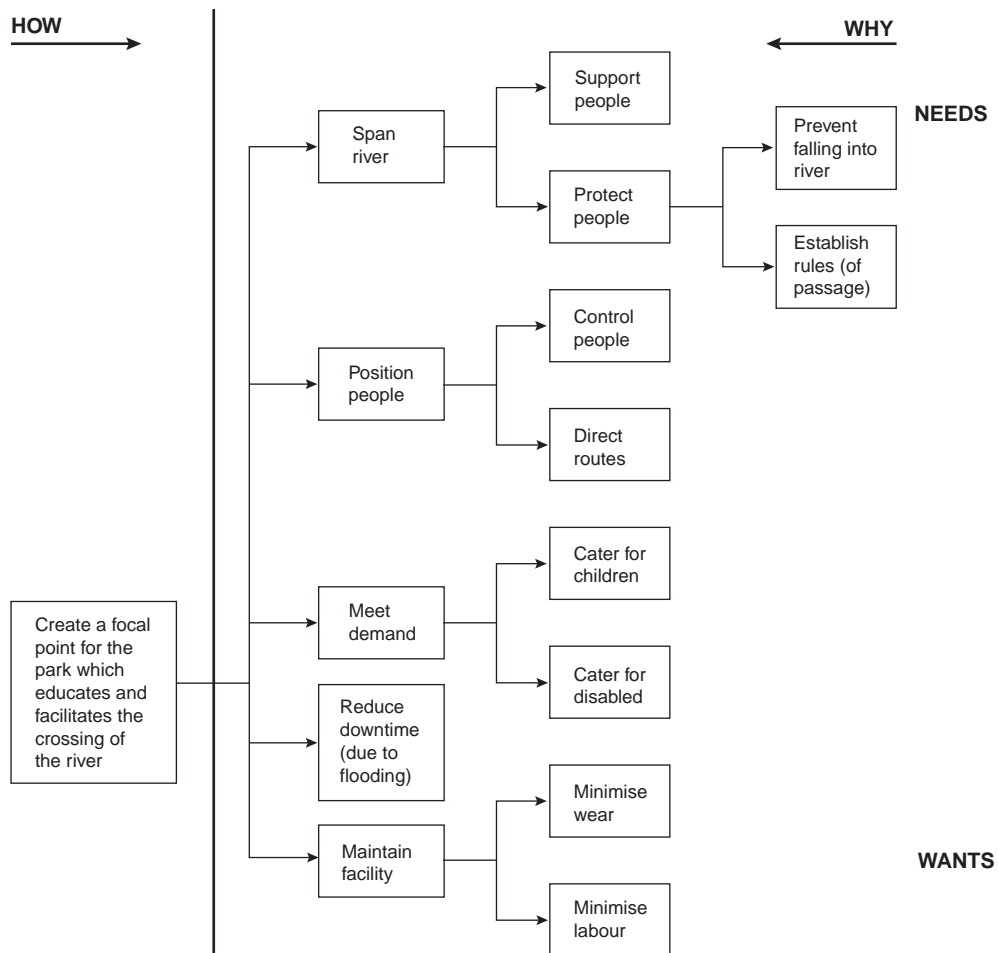 HOW
WHY
NEEDS
Support
people
Span
river
Prevent
falling into
river
Protect
people
Establish
rules (of
passage)
Control
people
Position
people
Direct
routes
Cater for
children
Meet
demand
Create a focal
point for the
park which
educates and
facilitates the
crossing of
the river
Cater for
disabled
Reduce
downtime
(due to
flooding)
Minimise
wear
Maintain
facility
WANTS
Minimise
labour